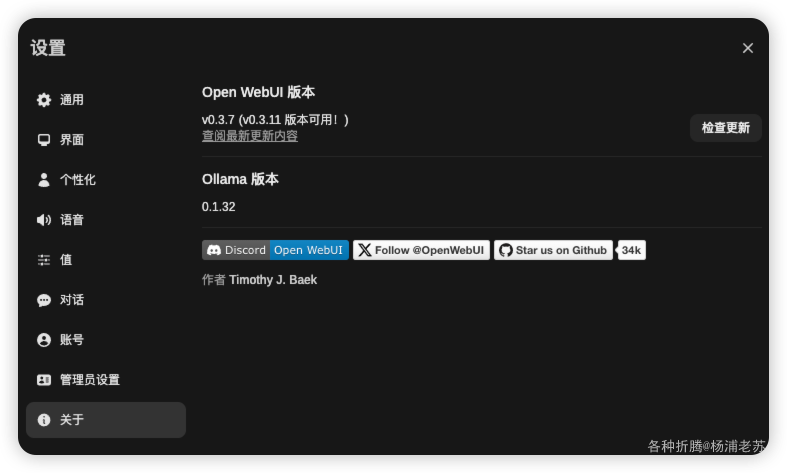 设置
通用
界面
个性化
语音
值
对话
账号
管理员设置
关于
Open WebUI 版本
v0.3.7 (v0.3.11 版本可用！)
查阅最新更新内容
检查更新
Ollama 版本
0.1.32
Discord Open WebUI Follow @OpenWebUI Star us on Github 34k
作者 Timothy J. Baek
各种折腾@杨浦老苏